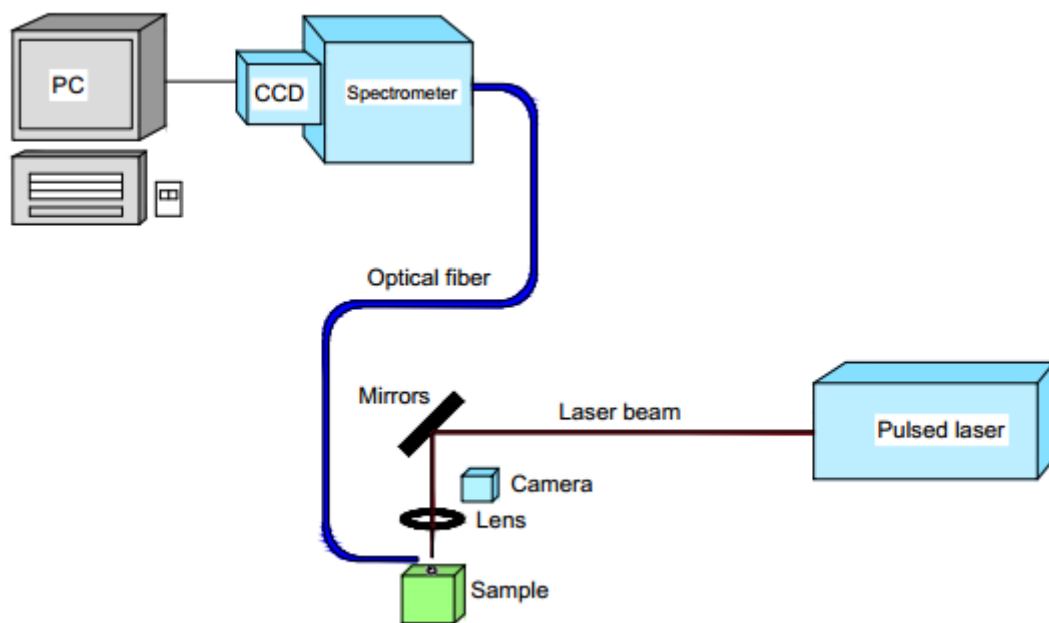 PC
CCD
Spectrometer
Optical fiber
Mirrors
Laser beam
Pulsed laser
Camera
Lens
Sample